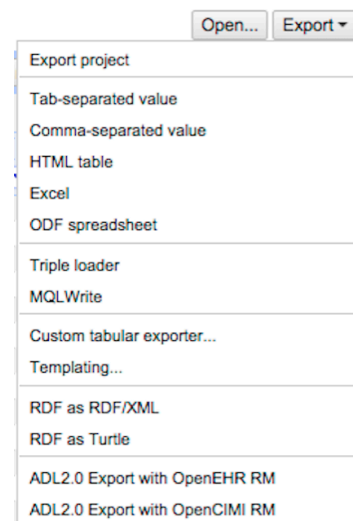 Open... Export
Export project
Tab-separated value
Comma-separated value
HTML table
Excel
ODF spreadsheet
Triple loader
MQLWrite
Custom tabular exporter...
Templating...
RDF as RDF/XML
RDF as Turtle
ADL2.0 Export with OpenEHR RM
ADL2.0 Export with OpenCIMI RM